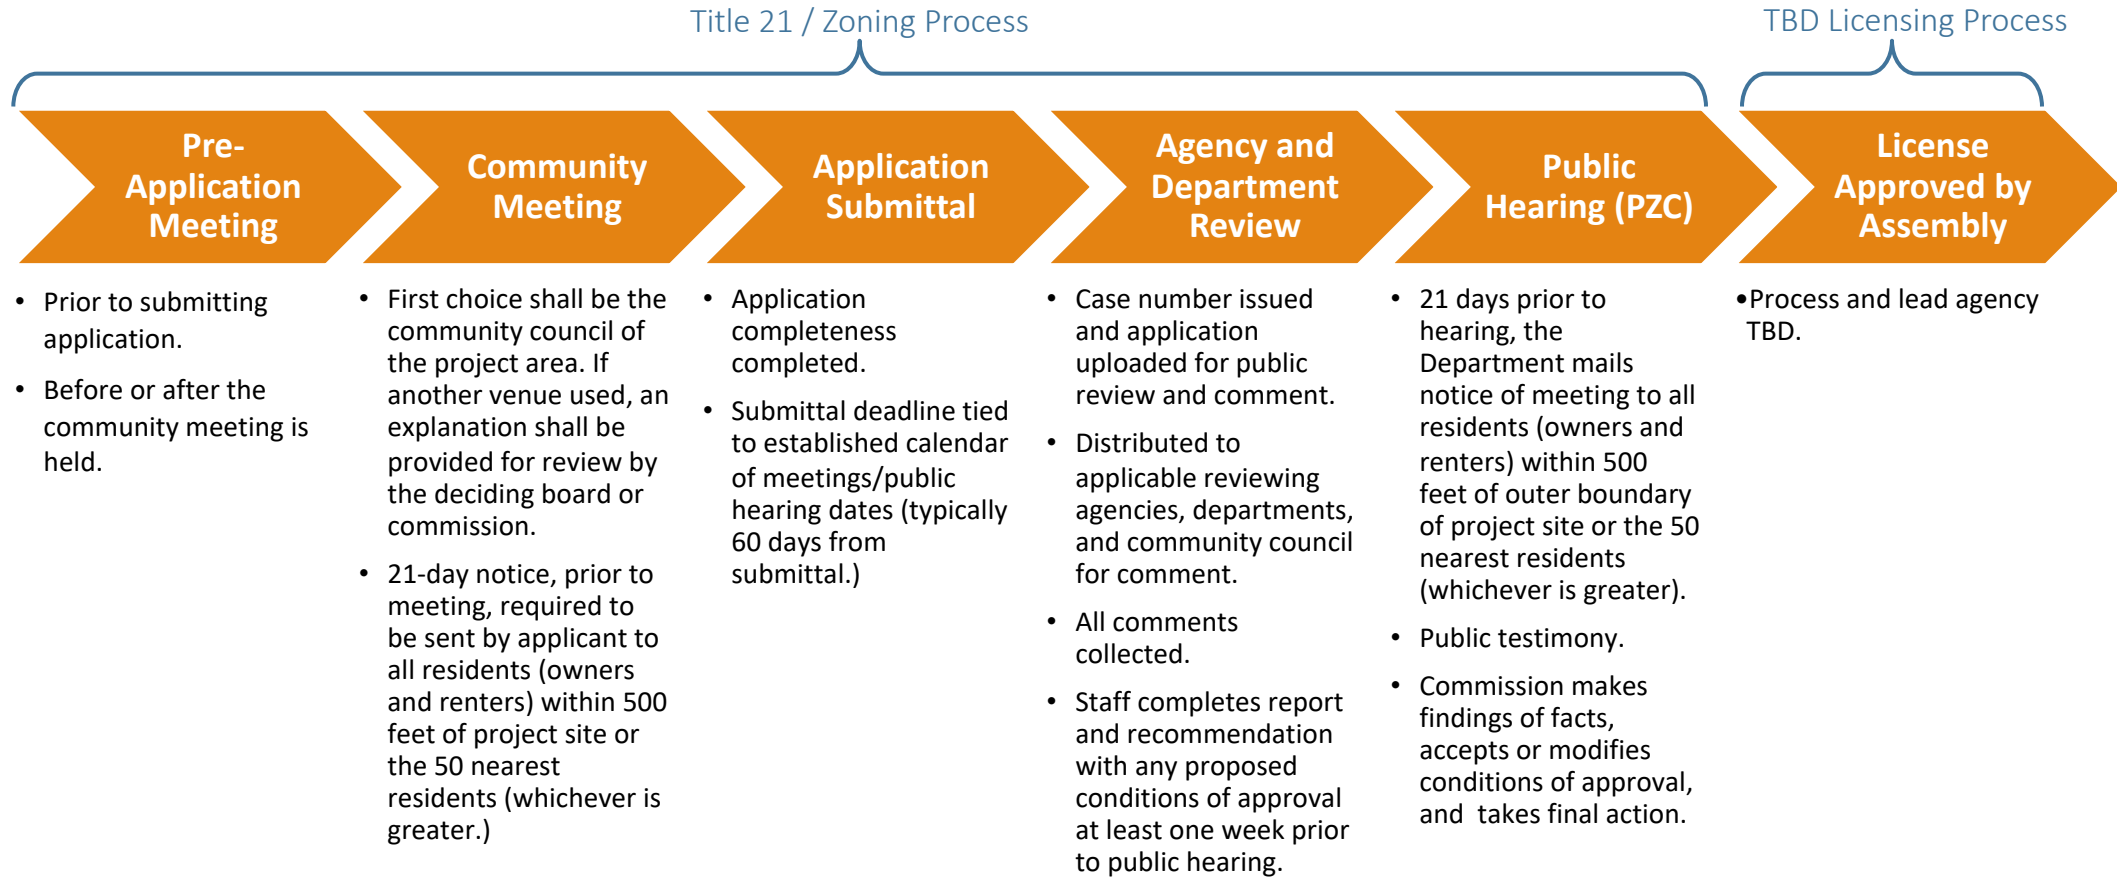 Title 21 / Zoning Process
TBD Licensing Process
Pre-
Application
Meeting
Community
Meeting
Application
Submittal
Agency and
Department
Review
Public
Hearing (PZC)
License
Approved by
Assembly
• Prior to submitting
application.
• Before or after the
community meeting is
held.
• First choice shall be the
community council of
the project area. If
another venue used, an
explanation shall be
provided for review by
the deciding board or
commission.
• 21-day notice, prior to
meeting, required to
be sent by applicant to
all residents (owners
and renters) within 500
feet of project site or
the 50 nearest
residents (whichever is
greater.)
• Application
completeness
completed.
• Submittal deadline tied
to established calendar
of meetings/public
hearing dates (typically
60 days from
submittal.)
• Case number issued
and application
uploaded for public
review and comment.
• Distributed to
applicable reviewing
agencies, departments,
and community council
for comment.
• All comments
collected.
• Staff completes report
and recommendation
with any proposed
conditions of approval
at least one week prior
to public hearing.
• 21 days prior to
hearing, the
Department mails
notice of meeting to all
residents (owners and
renters) within 500
feet of outer boundary
of project site or the 50
nearest residents
(whichever is greater).
• Public testimony.
• Commission makes
findings of facts,
accepts or modifies
conditions of approval,
and takes final action.
•Process and lead agency
TBD.